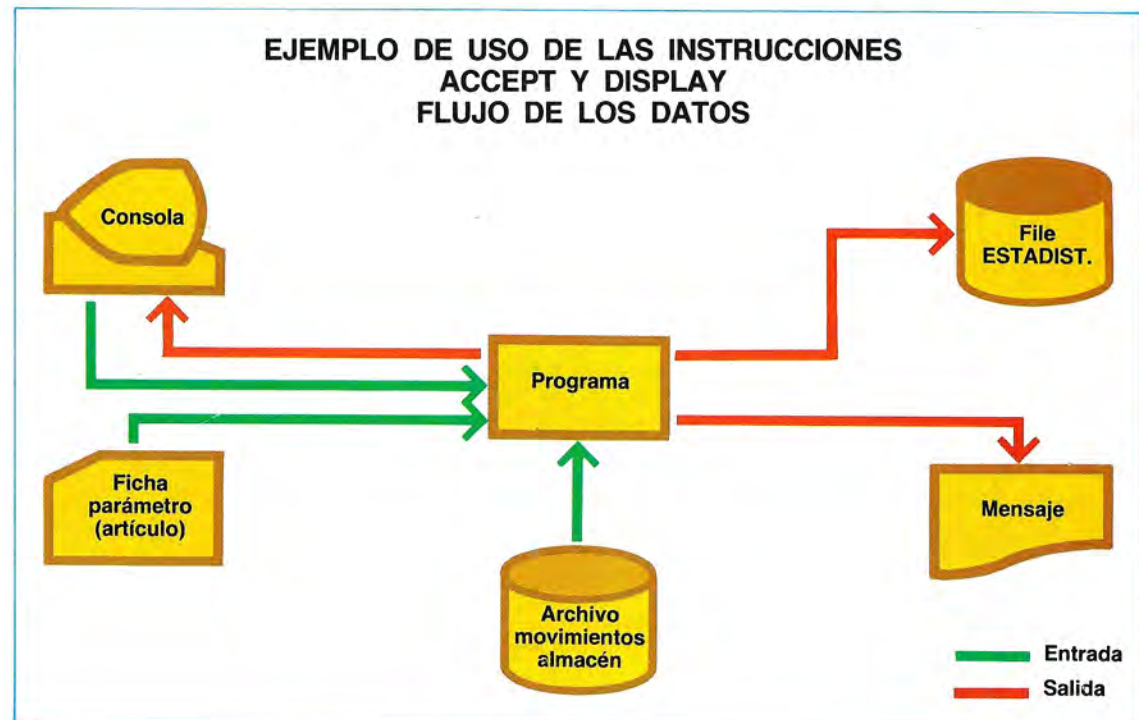 EJEMPLO DE USO DE LAS INSTRUCCIONES
ACCEPT Y DISPLAY
FLUJO DE LOS DATOS
Consola
File
ESTADIST.
Programa
Ficha
parámetro
(artículo)
Mensaje
Archivo
movimientos
almacén
Entrada
Salida